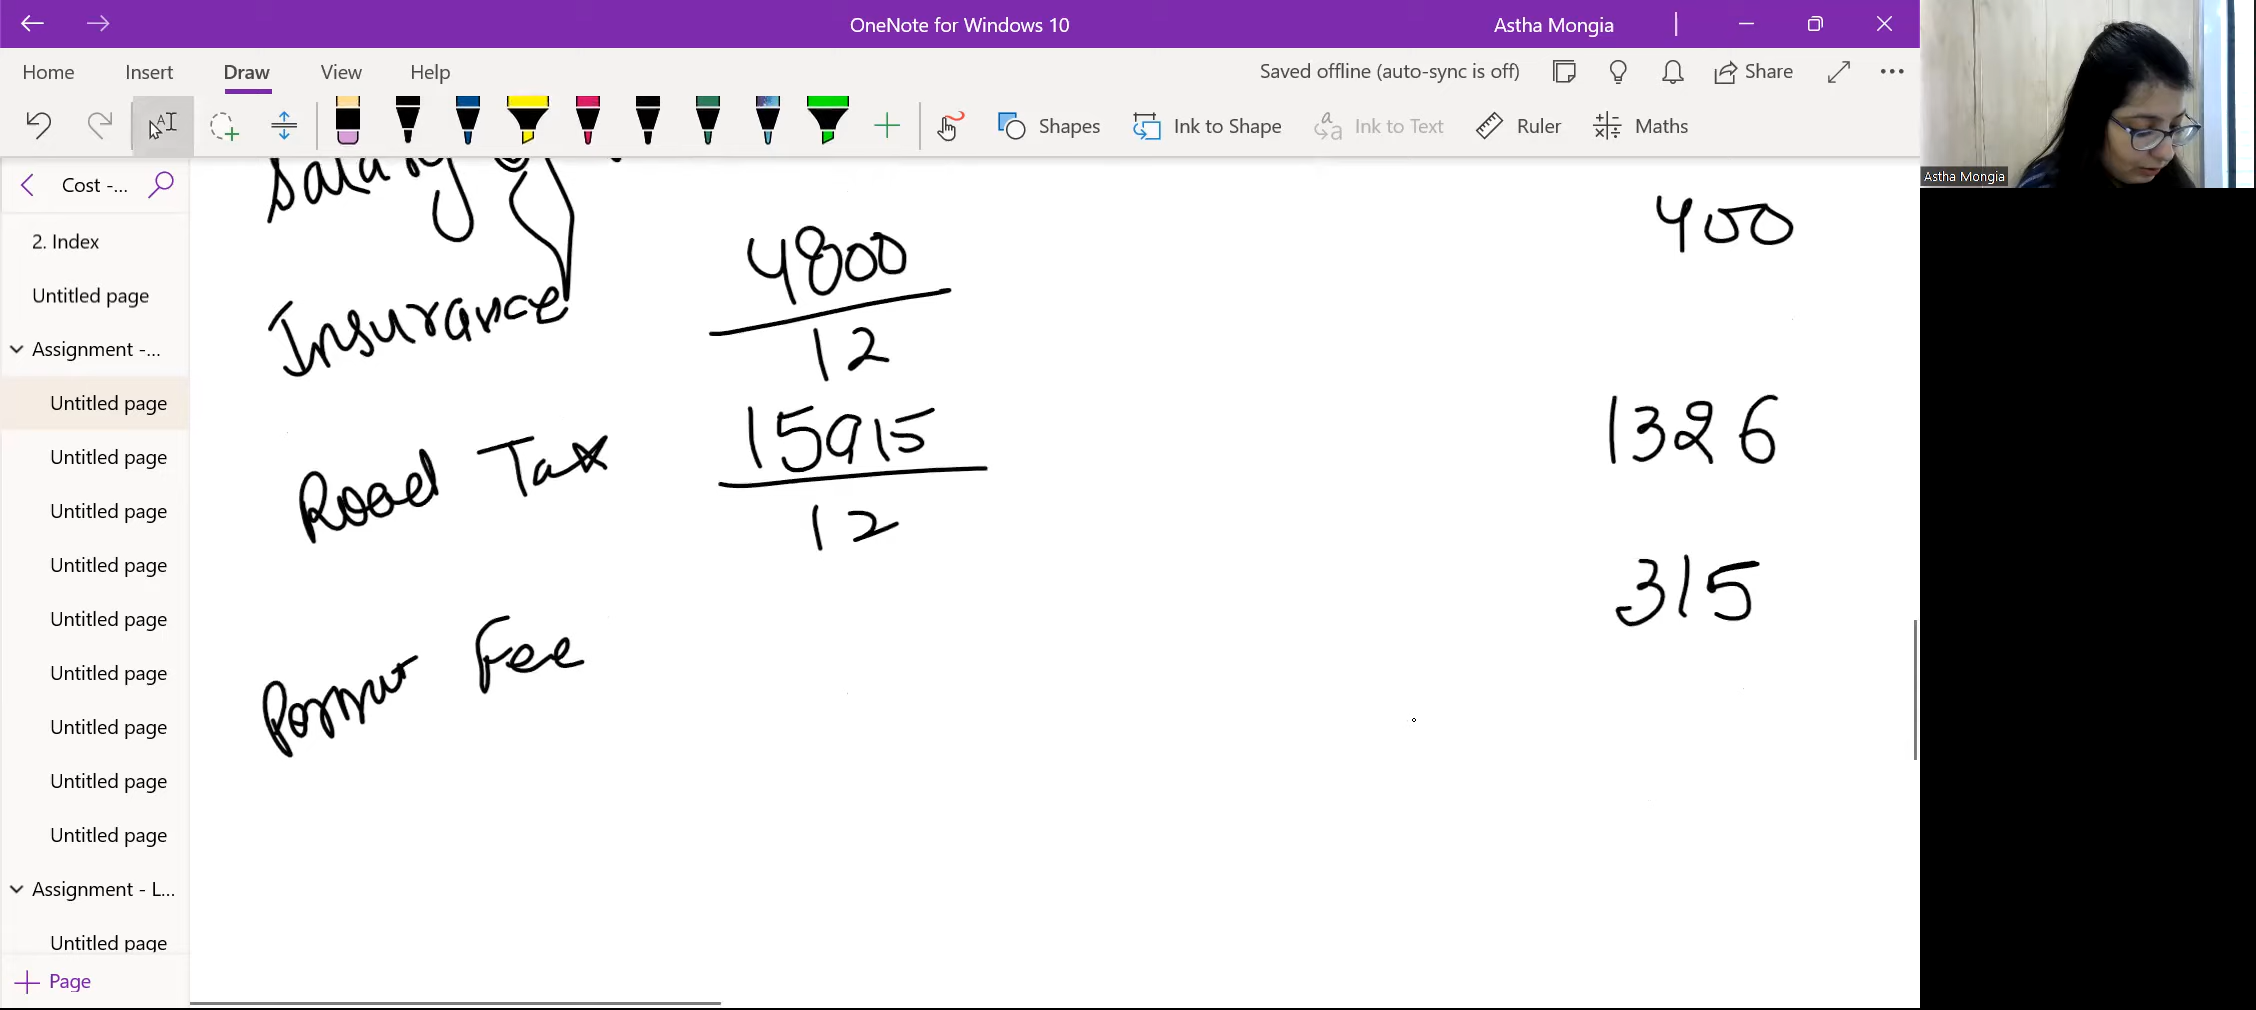 OneNote for Windows 10
Astha Mongia
Home Insert Draw View Help
Saved offline (auto-sync is off) Share
Shapes Ink to Shape Ink to Text Ruler Maths
Cost -...
2. Index
Untitled page
Assignment -...
Untitled page
Untitled page
Untitled page
Untitled page
Untitled page
Untitled page
Untitled page
Untitled page
Untitled page
Assignment - L...
Untitled page
Page
Salary of
Insurance 4800 400
12
Road Tax 15915 1326
12
Permit Fee 315
Astha Mongia